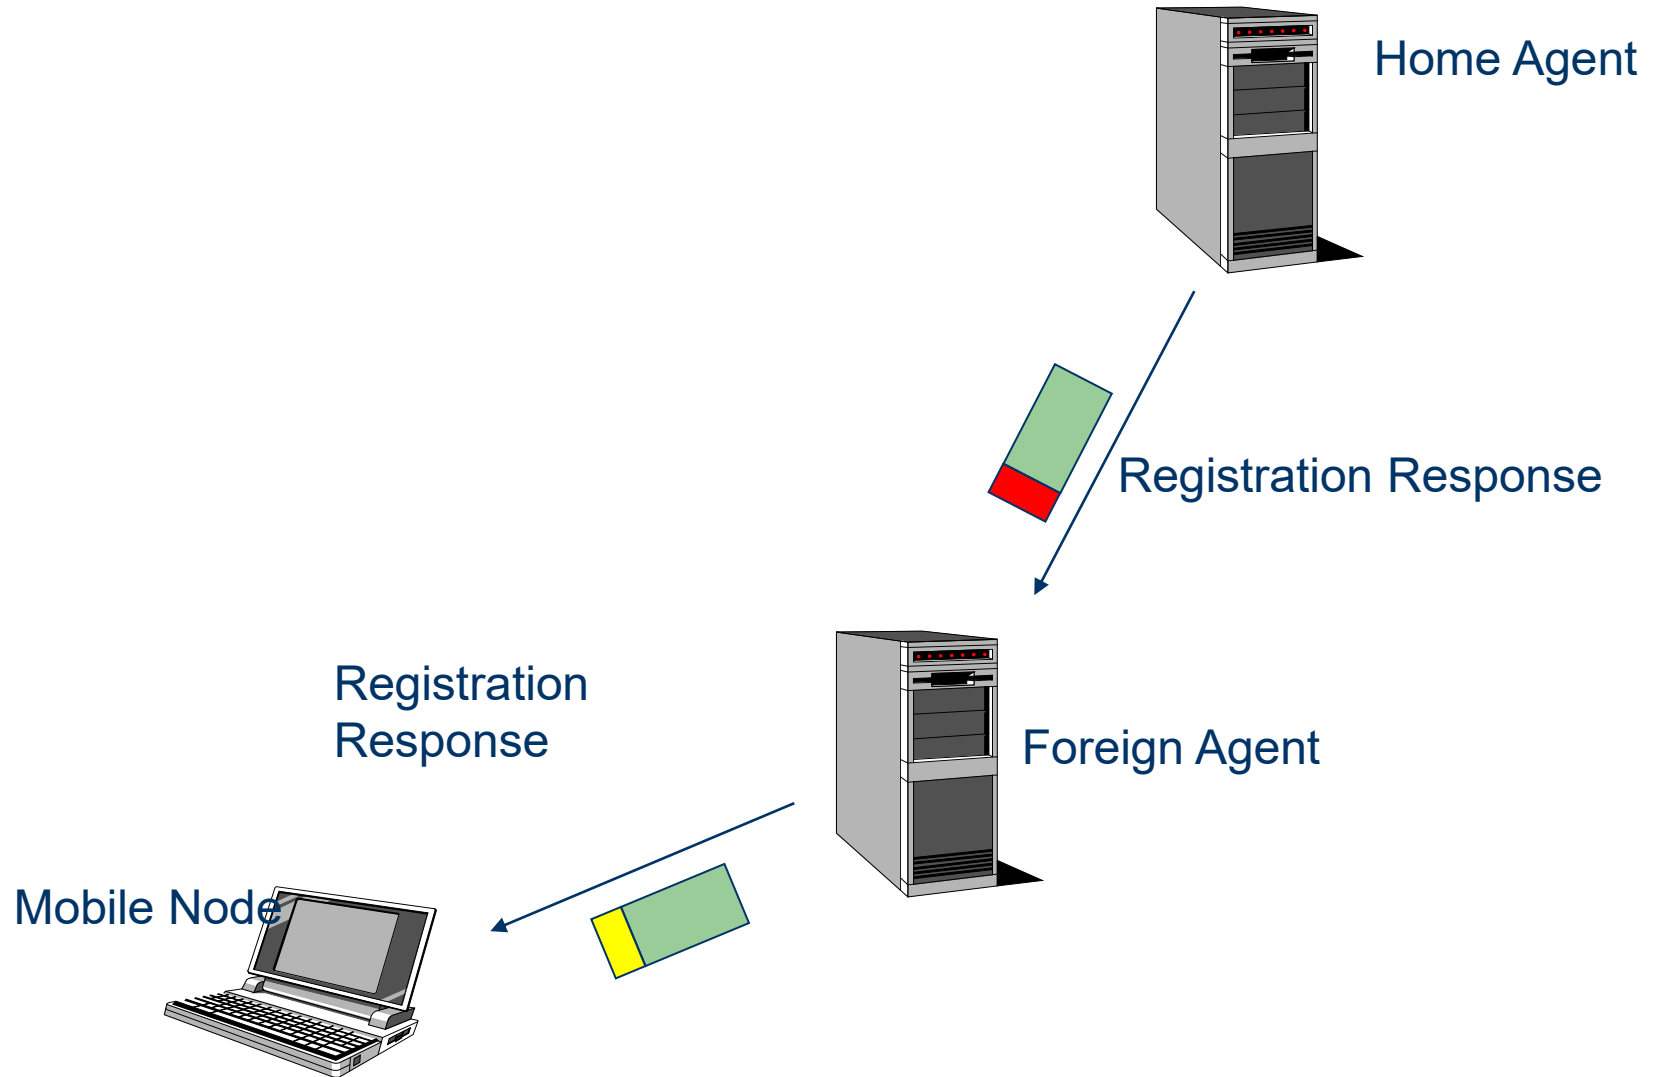 Home Agent
Registration Response
Registration
Response
Foreign Agent
Mobile Node